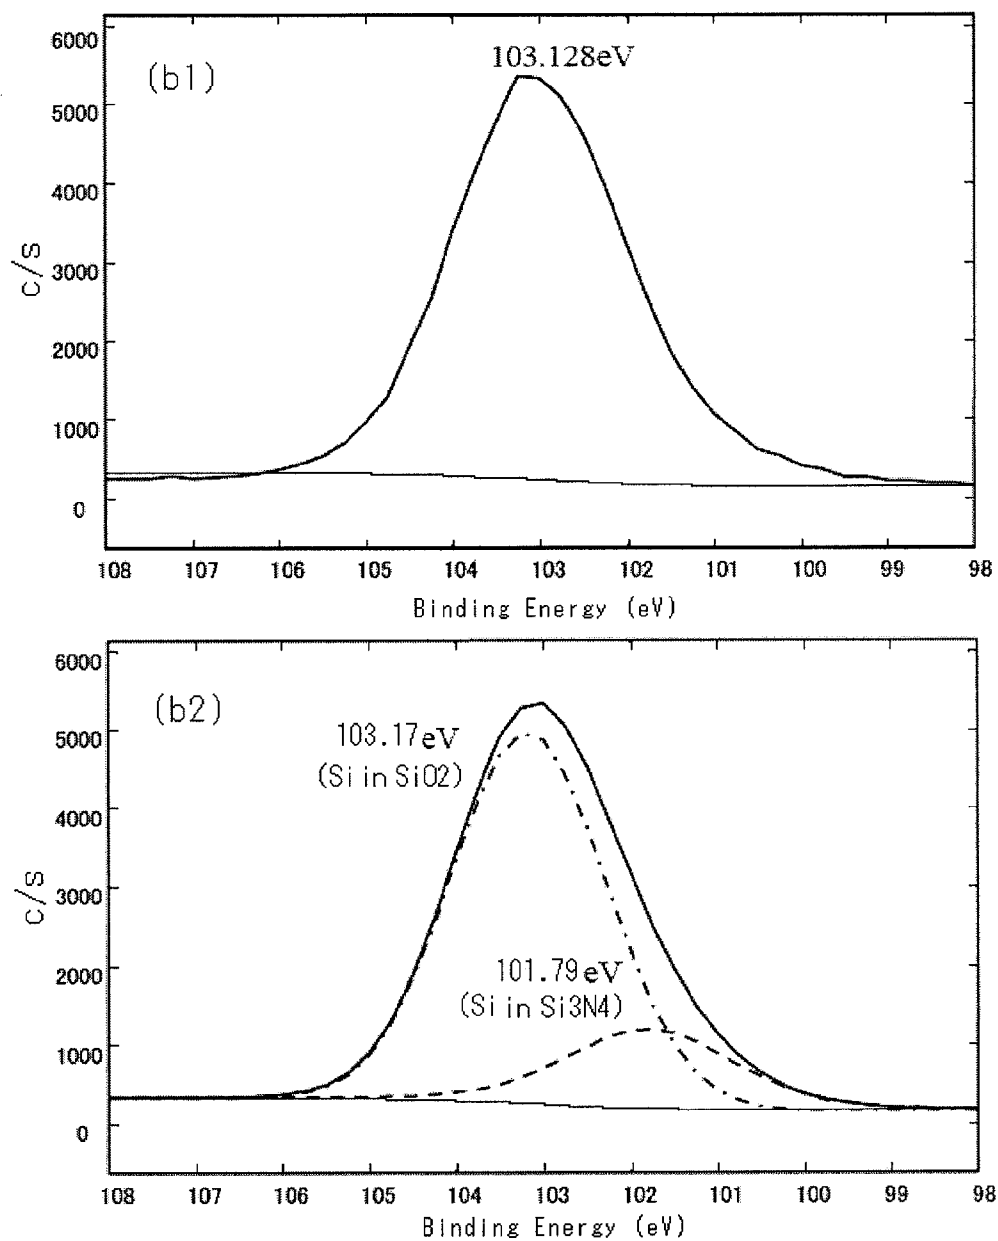 6000
(b1)
103.128eV
5000
4000
c/s
3000
2000
1000
0
108 107 106 105 104 103 102 101 100 99 98
Binding Energy (eV)
6000
(b2)
103.17eV
5000
(Si in SiO2)
4000
c/s
3000
101.79eV
2000
(Si in Si3N4)
1000
0
108 107 106 105 104 103 102 101 100 99 98
Binding Energy (eV)